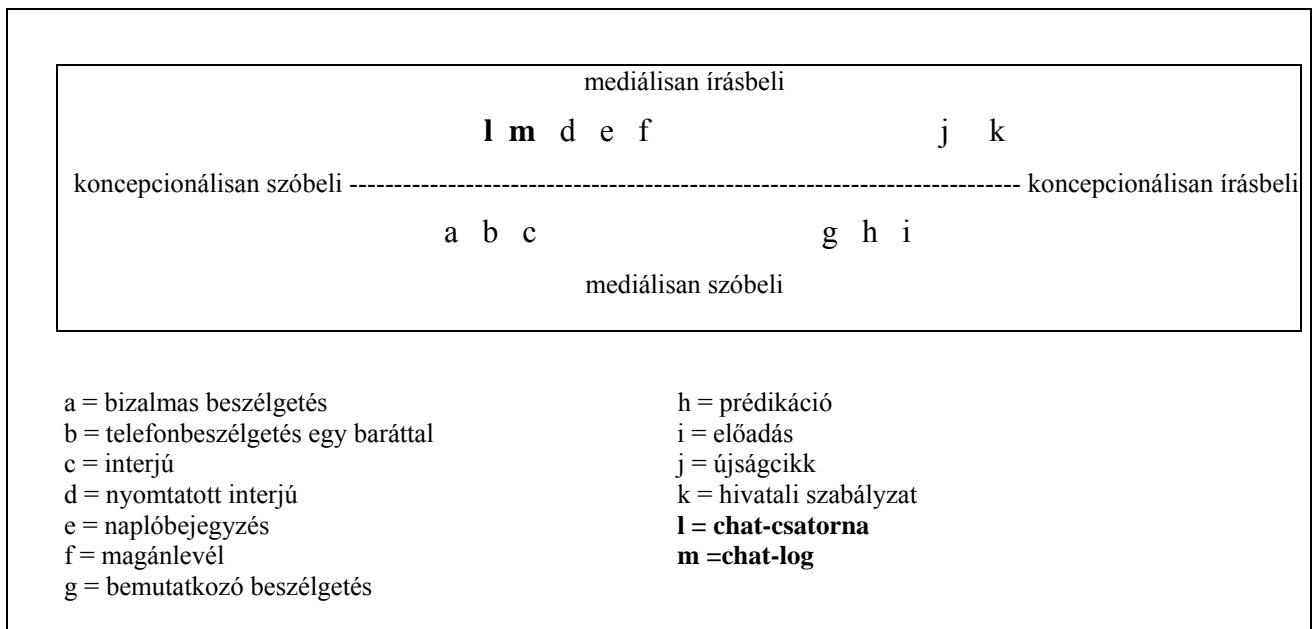 mediálisan írásbeli
l m d e f j k
koncepcionálisan szóbeli --------------------------------------------------------------------------- koncepcionálisan írásbeli
a b c g h i
mediálisan szóbeli
a = bizalmas beszélgetés
b = telefonbeszélgetés egy baráttal
c = interjú
d = nyomtatott interjú
e = naplóbejegyzés
f = magánlevél
g = bemutatkozó beszélgetés
h = prédikáció
i = előadás
j = újságcikk
k = hivatali szabályzat
l = chat-csatorna
m =chat-log